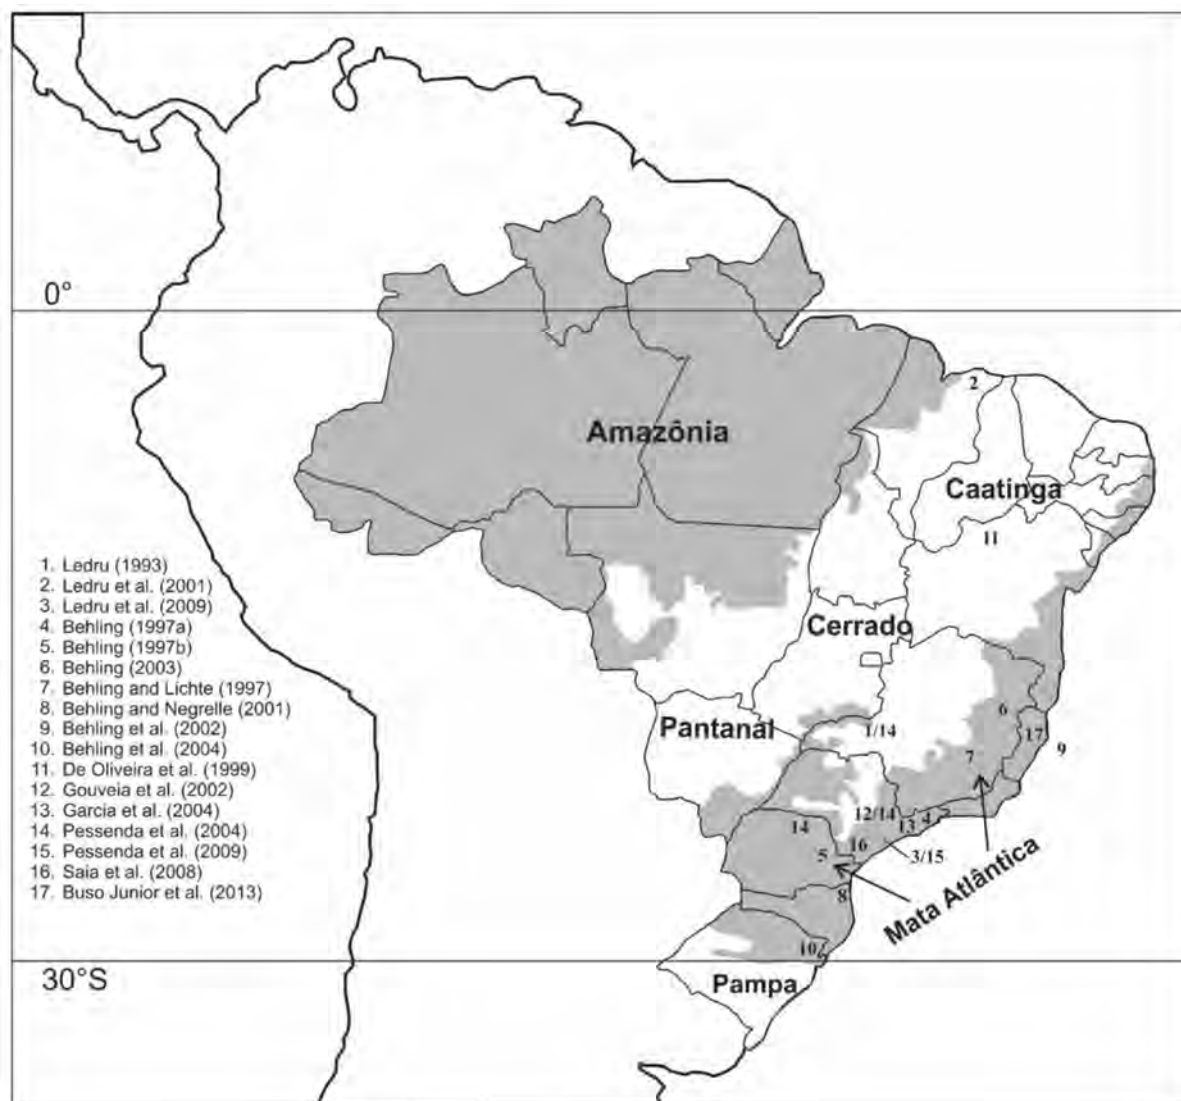 0°
2
Amazônia
Caatinga
11
1. Ledru (1993)
2. Ledru et al. (2001)
3. Ledru et al. (2009)
4. Behling (1997a)
5. Behling (1997b)
6. Behling (2003)
7. Behling and Lichte (1997)
8. Behling and Negrelle (2001)
9. Behling et al. (2002)
10. Behling et al. (2004)
11. De Oliveira et al. (1999)
12. Gouveia et al. (2002)
13. Garcia et al. (2004)
14. Pessenda et al. (2004)
15. Pessenda et al. (2009)
16. Saia et al. (2008)
17. Buso Junior et al. (2013)
Cerrado
Pantanal
6
1/14
17
9
7
12/14
14
13
4
16
3/15
5
Mata Atlântica
8
10
30°S
Pampa